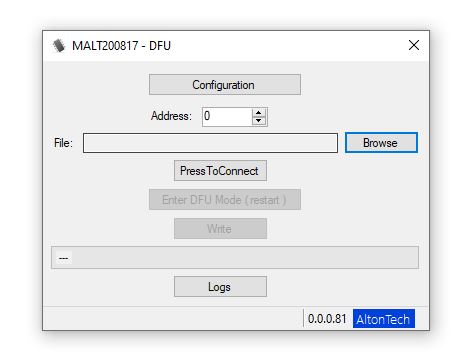 MALT200817 - DFU
Configuration
Address: 0
File: Browse
PressToConnect
Enter DFU Mode ( restart )
Write
---
Logs
0.0.0.81 AltonTech